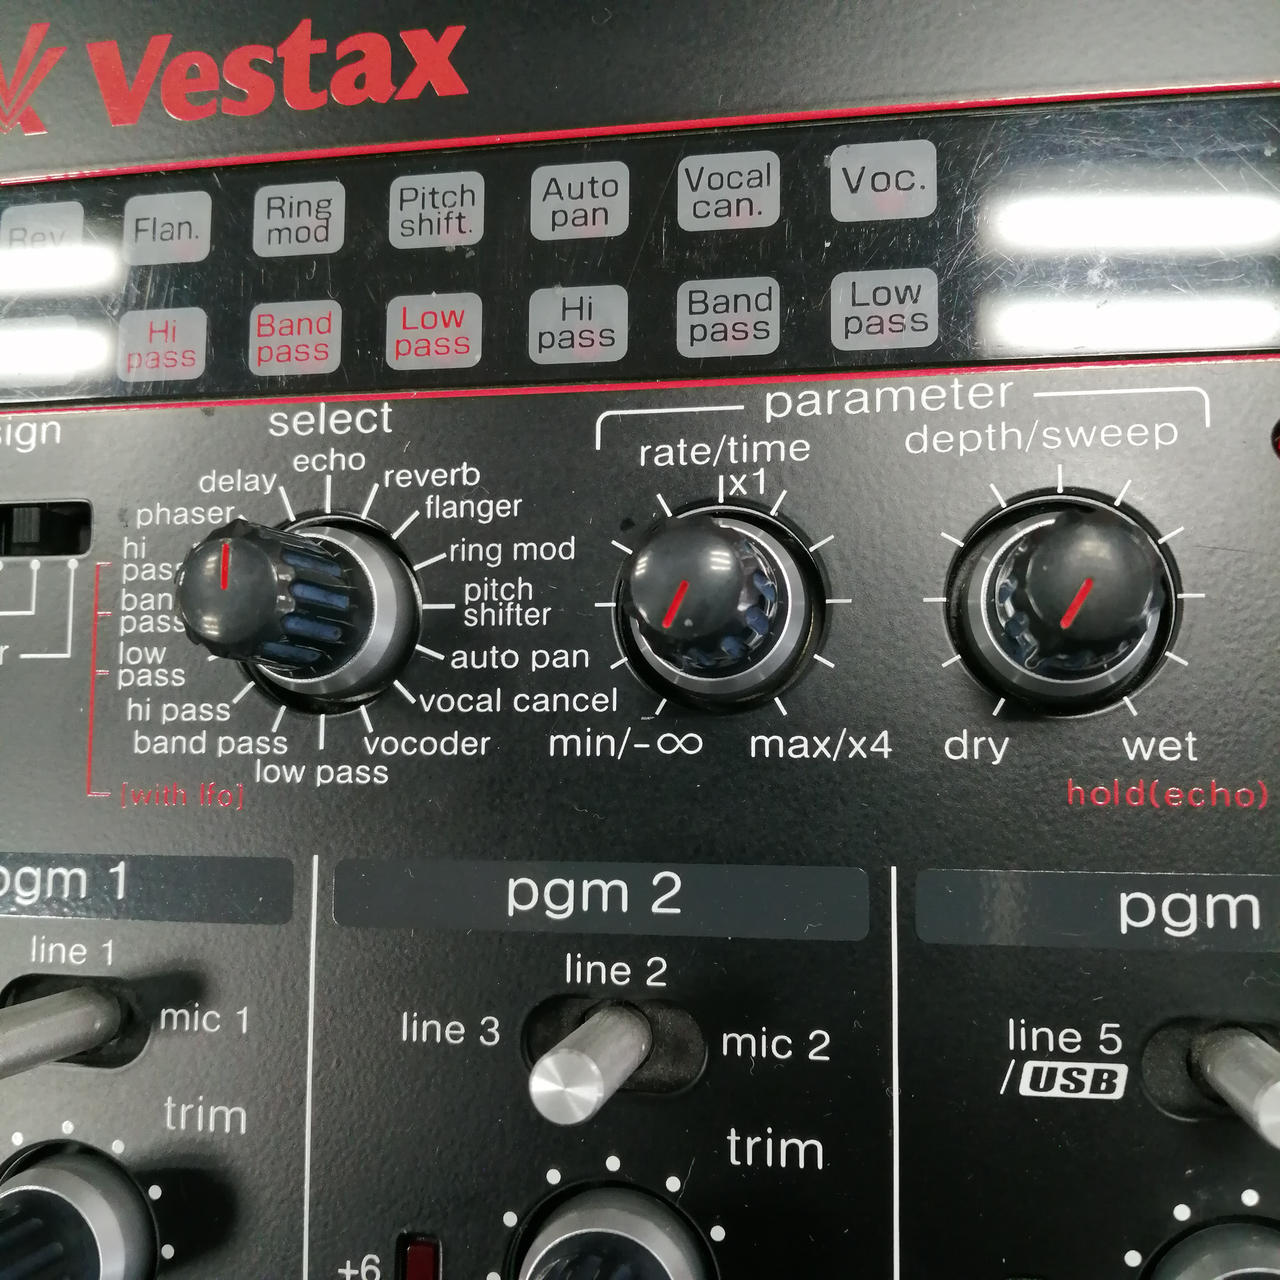 Vestax
Rev.
Flan.
Ring
mod
Pitch
shift.
Auto
pan
Vocal
can.
Voc.
Hi
pass
Band
pass
Low
pass
Hi
pass
Band
pass
Low
pass
select
delay
echo
reverb
phaser
flanger
hi
pass
ring mod
pass
pitch
shifter
low
pass
auto pan
hi pass
vocal cancel
band pass
vocoder
low pass
[with lfo]
parameter
rate/time
x1
min/-∞
max/x4
depth/sweep
dry
wet
hold(echo)
pgm 1
line 1
mic 1
trim
pgm 2
line 2
line 3
mic 2
trim
+6
pgm
line 5
/USB